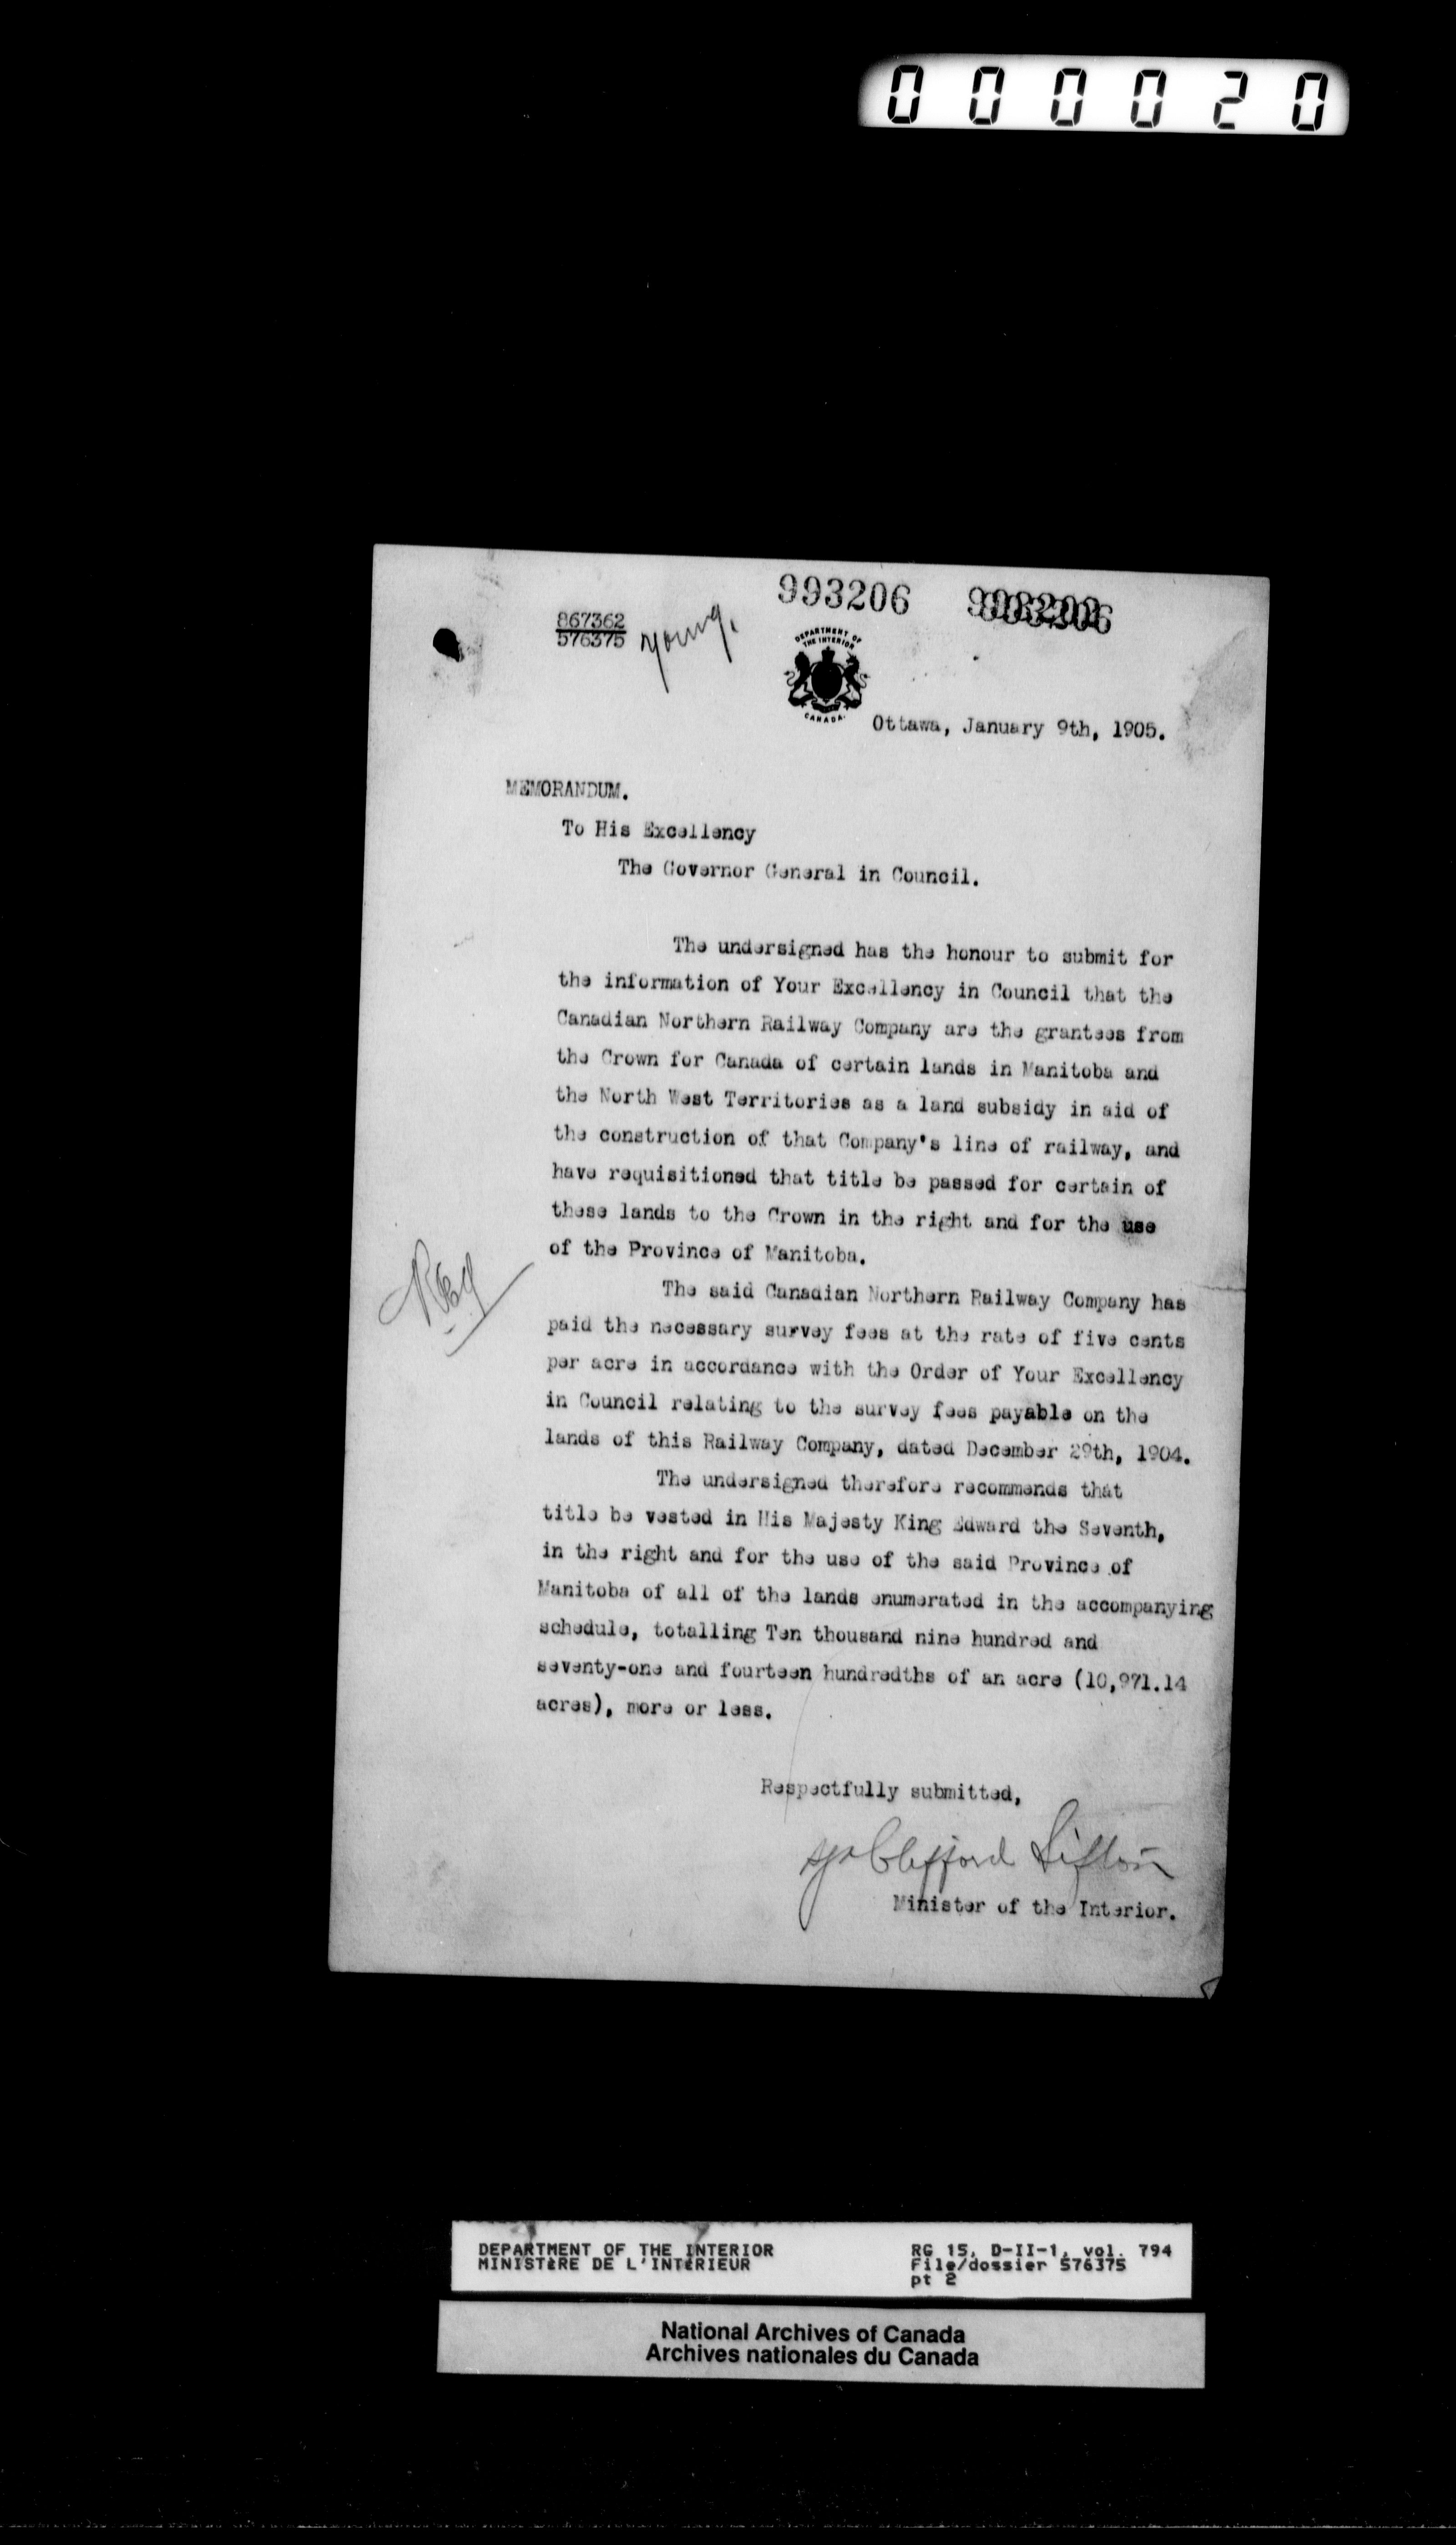 000020
993206 993206
867362
576375
Young.
DEPARTMENT OF
THE INTERIOR
CANADA.
Ottawa, January 9th, 1905.
MEMORANDUM.
To His Excellency
The Governor General in Council.
The undersigned has the honour to submit for
the information of Your Excellency in Council that the
Canadian Northern Railway Company are the grantees from
the Crown for Canada of certain lands in Manitoba and
the North West Territories as a land subsidy in aid of
the construction of that Company's line of railway, and
have requisitioned that title be passed for certain of
these lands to the Crown in the right and for the use
of the Province of Manitoba.
The said Canadian Northern Railway Company has
paid the necessary survey fees at the rate of five cents
per acre in accordance with the Order of Your Excellency
in Council relating to the survey fees payable on the
lands of this Railway Company, dated December 29th, 1904.
The undersigned therefore recommends that
title be vested in His Majesty King Edward the Seventh,
in the right and for the use of the said Province of
Manitoba of all of the lands enumerated in the accompanying
schedule, totalling Ten thousand nine hundred and
seventy-one and fourteen hundredths of an acre (10,971.14
acres), more or less.
Respectfully submitted,
Clifford Sifton
Minister of the Interior.
DEPARTMENT OF THE INTERIOR RG 15, D-II-1, vol. 794
MINISTÈRE DE L'INTÉRIEUR File/dossier 576375
pt 2
National Archives of Canada
Archives nationales du Canada